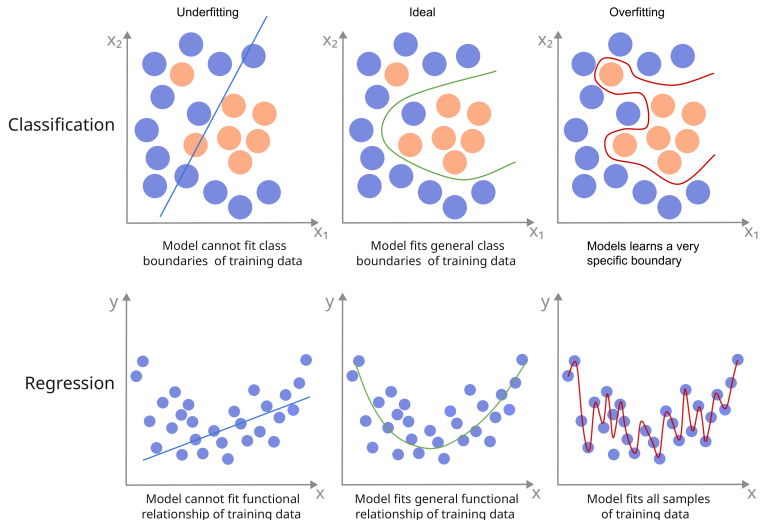 Underfitting
Ideal
Overfitting
x₂
x₂
x₂
Classification
x₁
x₁
x₁
Model cannot fit class
boundaries of training data
Model fits general class
boundaries of training data
Models learns a very
specific boundary
y
y
y
Regression
x
x
x
Model cannot fit functional
relationship of training data
Model fits general functional
relationship of training data
Model fits all samples
of training data